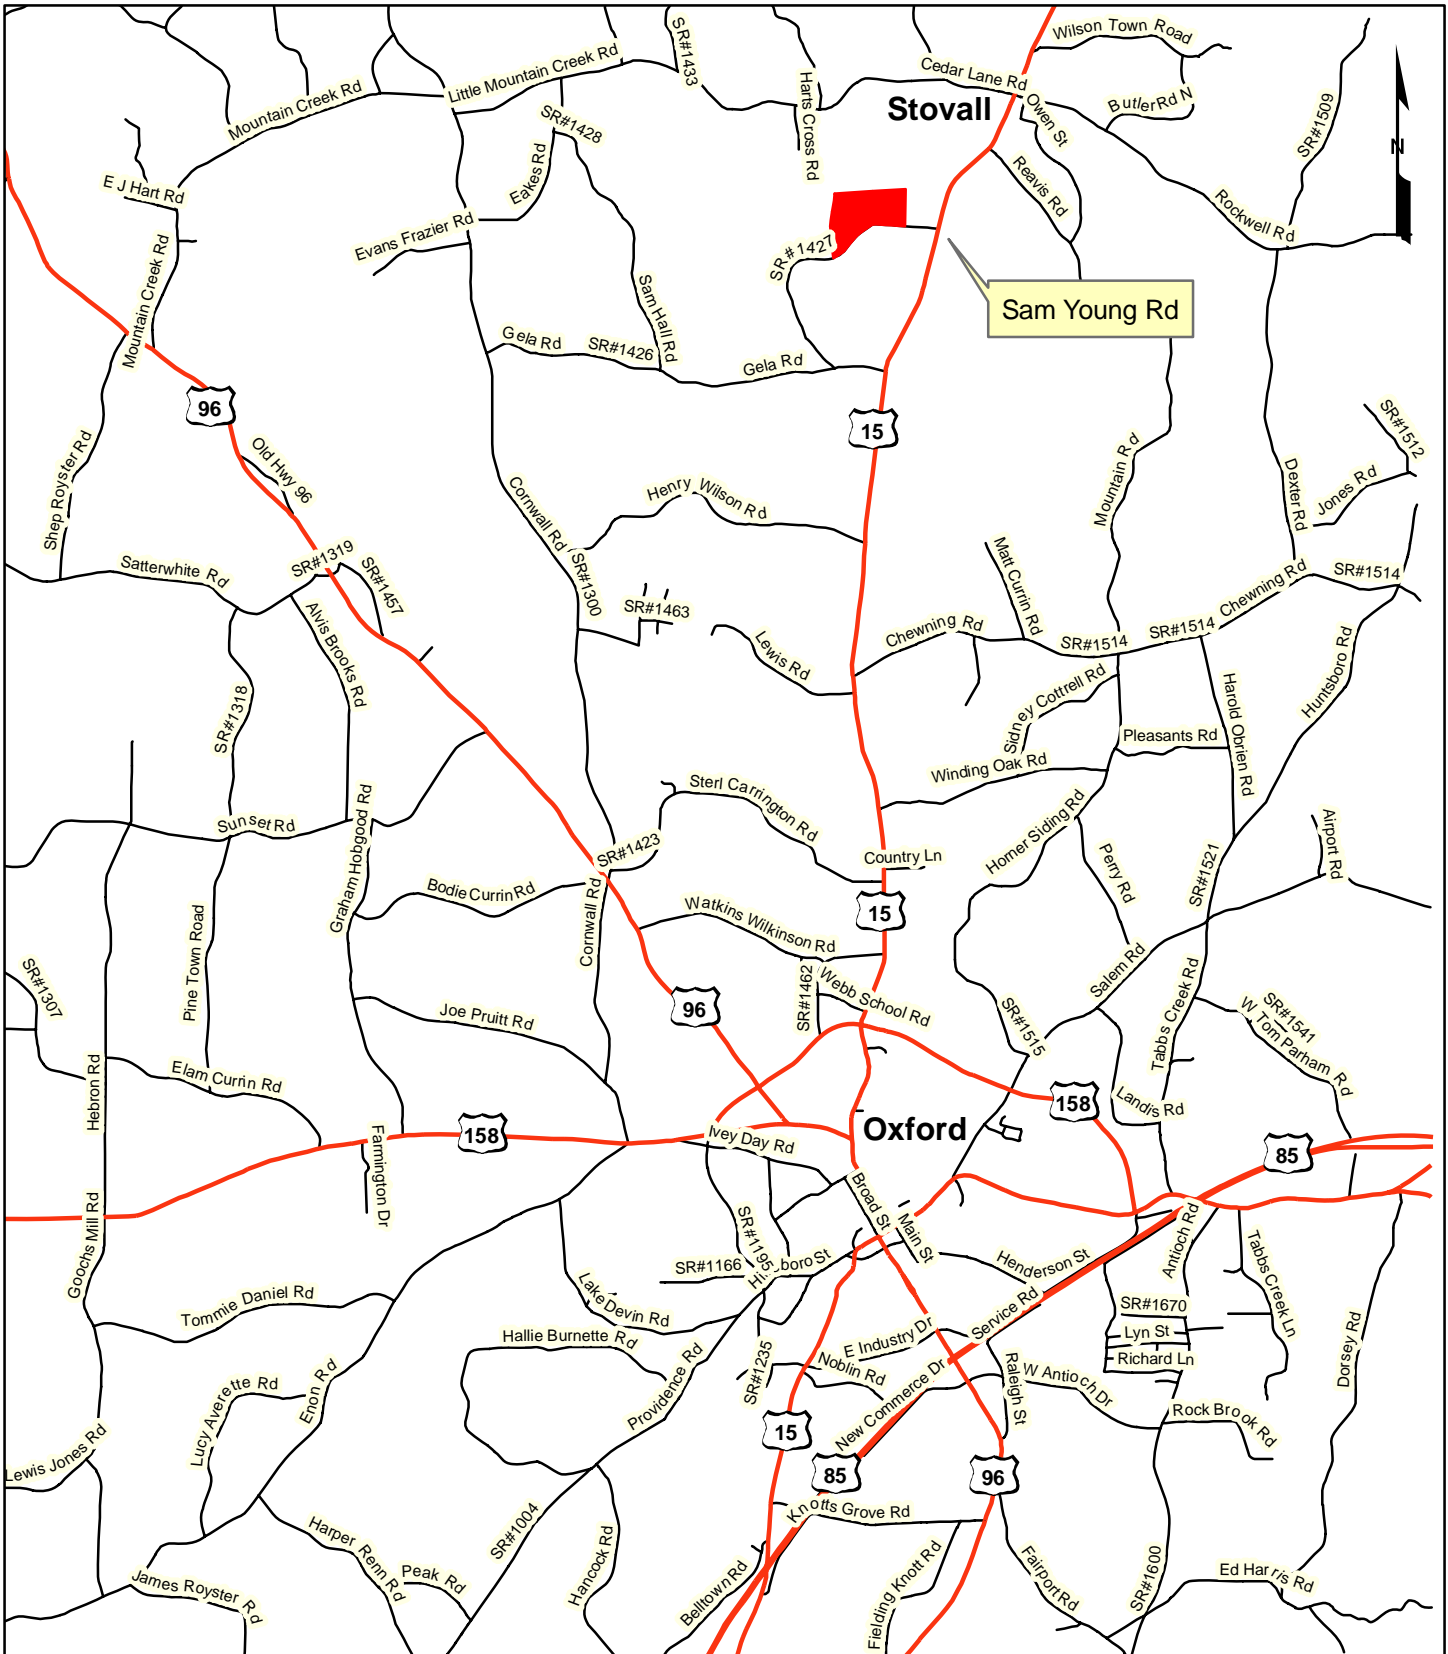 Wilson Town Road
SR#1433
Little Mountain Creek Rd
Cedar Lane Rd
Harts Cross Rd
Mountain Creek Rd
Stovall
Owen St
Butler Rd N
SR#1509
SR#1428
N
Eakes Rd
Reavis Rd
E J Hart Rd
Rockwell Rd
Evans Frazier Rd
SR#1427
Mountain Creek Rd
Sam Hall Rd
Sam Young Rd
Gela Rd
SR#1426
Gela Rd
96
15
SR#1512
Shep Royster Rd
Old Hwy 96
Cornwall Rd
Henry Wilson Rd
Mountain Rd
Dexter Rd
Jones Rd
Satterwhite Rd
SR#1319
SR#1457
SR#1300
Matt Currin Rd
Chewning Rd
SR#1514
SR#1463
Alvis Brooks Rd
Lewis Rd
Chewning Rd
SR#1514
SR#1514
SR#1318
Sidney Cottrell Rd
Harold Obrien Rd
Huntsboro Rd
Pleasants Rd
Winding Oak Rd
Sterl Carrington Rd
Sunset Rd
Graham Hobgood Rd
Horner Siding Rd
Airport Rd
SR#1423
Country Ln
Perry Rd
SR#1521
Bodie Currin Rd
Cornwall Rd
15
Pine Town Road
Watkins Wilkinson Rd
SR#1307
Salem Rd
SR#1462
Webb School Rd
96
Joe Pruitt Rd
SR#1515
Tabbs Creek Rd
SR#1541
W Tom Parham Rd
Hebron Rd
Elam Currin Rd
158
Landis Rd
158
Ivey Day Rd
Oxford
85
Farmington Dr
Goochs Mill Rd
Broad St
Main St
SR#1195
Antioch Rd
SR#1166
Henderson St
Tabbs Creek Ln
Tommie Daniel Rd
Lake Devin Rd
Service Rd
SR#1670
Hallie Burnette Rd
E Industry Dr
Lyn St
Richard Ln
Dorsey Rd
Providence Rd
SR#1235
Noblin Rd
New Commerce Dr
Raleigh St
W Antioch Dr
Lucy Averette Rd
Enon Rd
Rock Brook Rd
15
Lewis Jones Rd
85
96
Knotts Grove Rd
SR#1004
Harper Renn Rd
Hancock Rd
Peak Rd
James Royster Rd
Belltown Rd
Fielding Knott Rd
Fairport Rd
SR#1600
Ed Harris Rd